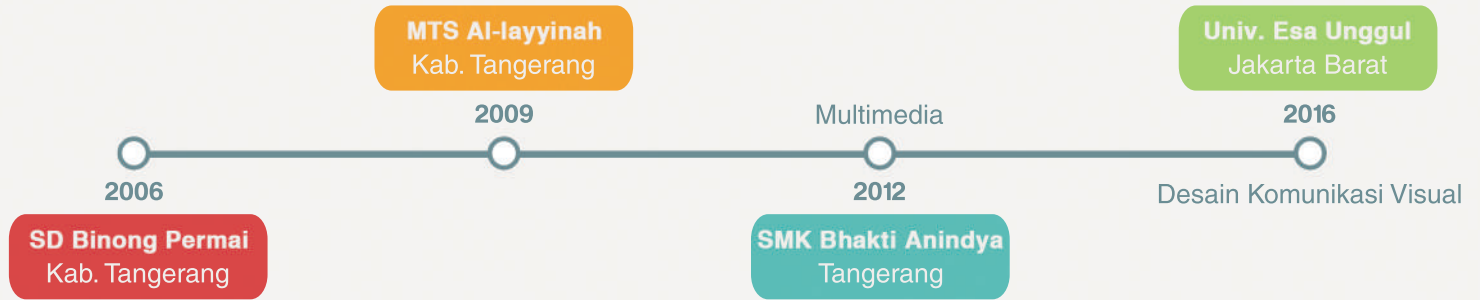 MTS Al-layyinah
Kab. Tangerang
2009
Univ. Esa Unggul
Jakarta Barat
2016
Multimedia
2006
SD Binong Permai
Kab. Tangerang
2012
SMK Bhakti Anindya
Tangerang
Desain Komunikasi Visual